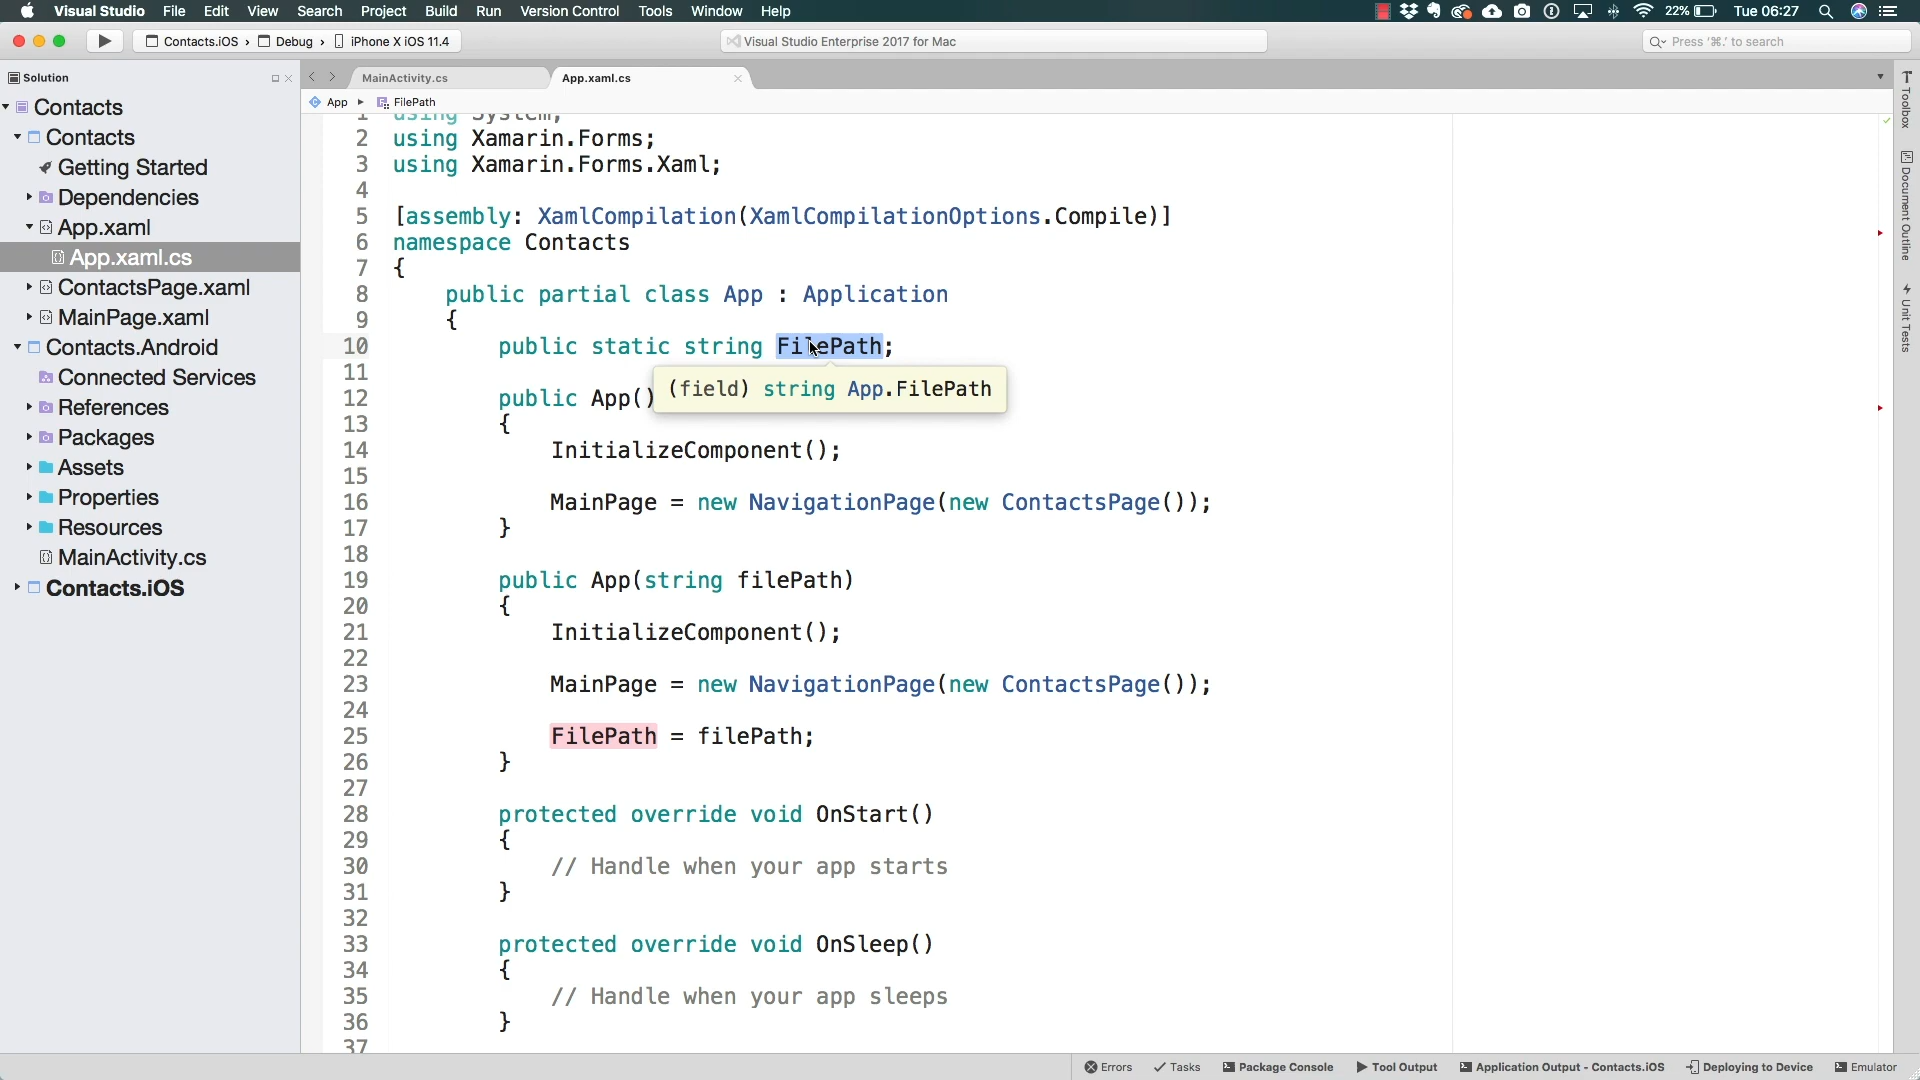 Visual Studio File Edit View Search Project Build Run Version Control Tools Window Help 22% Tue 06:27
Contacts.iOS › Debug › iPhone X iOS 11.4 Visual Studio Enterprise 2017 for Mac Press '⌘.' to search
Solution
Contacts
Contacts
Getting Started
Dependencies
App.xaml
App.xaml.cs
ContactsPage.xaml
MainPage.xaml
Contacts.Android
Connected Services
References
Packages
Assets
Properties
Resources
MainActivity.cs
Contacts.iOS
MainActivity.cs App.xaml.cs
App FilePath
1 using System;
2 using Xamarin.Forms;
3 using Xamarin.Forms.Xaml;
4
5 [assembly: XamlCompilation(XamlCompilationOptions.Compile)]
6 namespace Contacts
7 {
8 public partial class App : Application
9 {
10 public static string FilePath;
11
(field) string App.FilePath
12 public App()
13 {
14 InitializeComponent();
15
16 MainPage = new NavigationPage(new ContactsPage());
17 }
18
19 public App(string filePath)
20 {
21 InitializeComponent();
22
23 MainPage = new NavigationPage(new ContactsPage());
24
25 FilePath = filePath;
26 }
27
28 protected override void OnStart()
29 {
30 // Handle when your app starts
31 }
32
33 protected override void OnSleep()
34 {
35 // Handle when your app sleeps
36 }
37
Toolbox
Document Outline
Unit Tests
Errors Tasks Package Console Tool Output Application Output - Contacts.iOS Deploying to Device Emulator